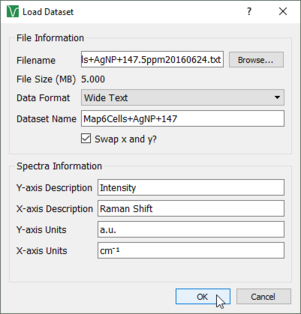 Load Dataset
File Information
Filename ls+AgNP+147.5ppm20160624.txt Browse...
File Size (MB) 5.000
Data Format Wide Text
Dataset Name Map6Cells+AgNP+147
Swap x and y?
Spectra Information
Y-axis Description Intensity
X-axis Description Raman Shift
Y-axis Units a.u.
X-axis Units cm⁻¹
OK Cancel